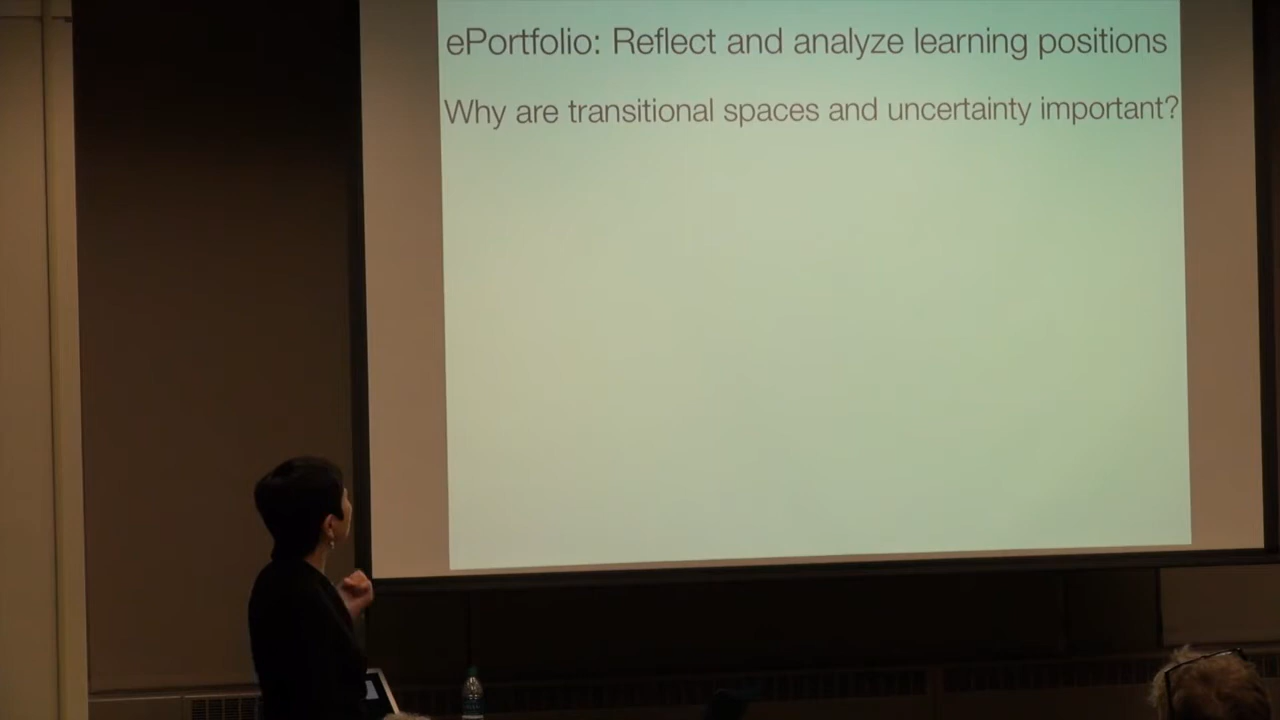 ePortfolio: Reflect and analyze learning positions
Why are transitional spaces and uncertainty important?